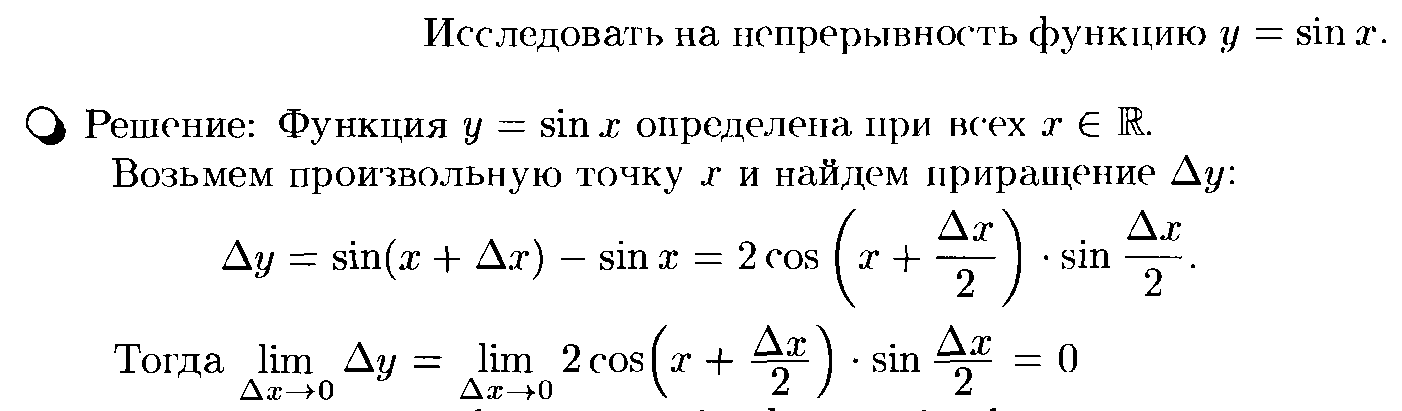 Исследовать на непрерывность функцию y = sin x.
Решение: Функция y = sin x определена при всех x ∈ ℝ.
Возьмем произвольную точку x и найдем приращение Δy:
Δy = sin(x + Δx) − sin x = 2 cos (x + Δx/2) · sin Δx/2.
Тогда lim_{Δx→0} Δy = lim_{Δx→0} 2 cos(x + Δx/2) · sin Δx/2 = 0